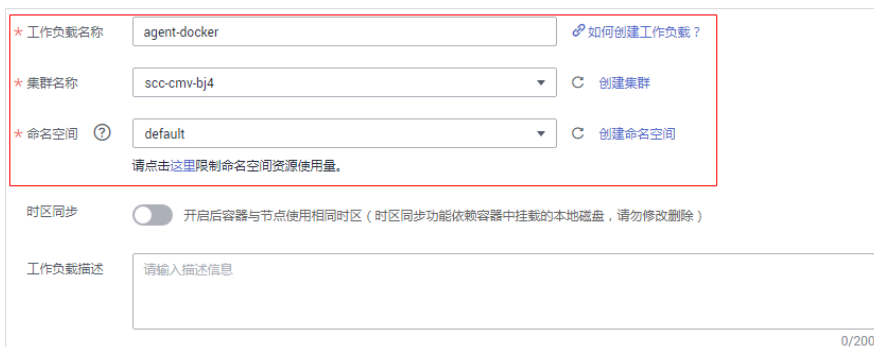 * 工作负载名称 agent-docker 如何创建工作负载？
* 集群名称 scc-cmv-bj4 创建集群
* 命名空间 ? default 创建命名空间
请点击这里限制命名空间资源使用量。
时区同步 开启后容器与节点使用相同时区（时区同步功能依赖容器中挂载的本地磁盘，请勿修改删除）
工作负载描述 请输入描述信息
0/200